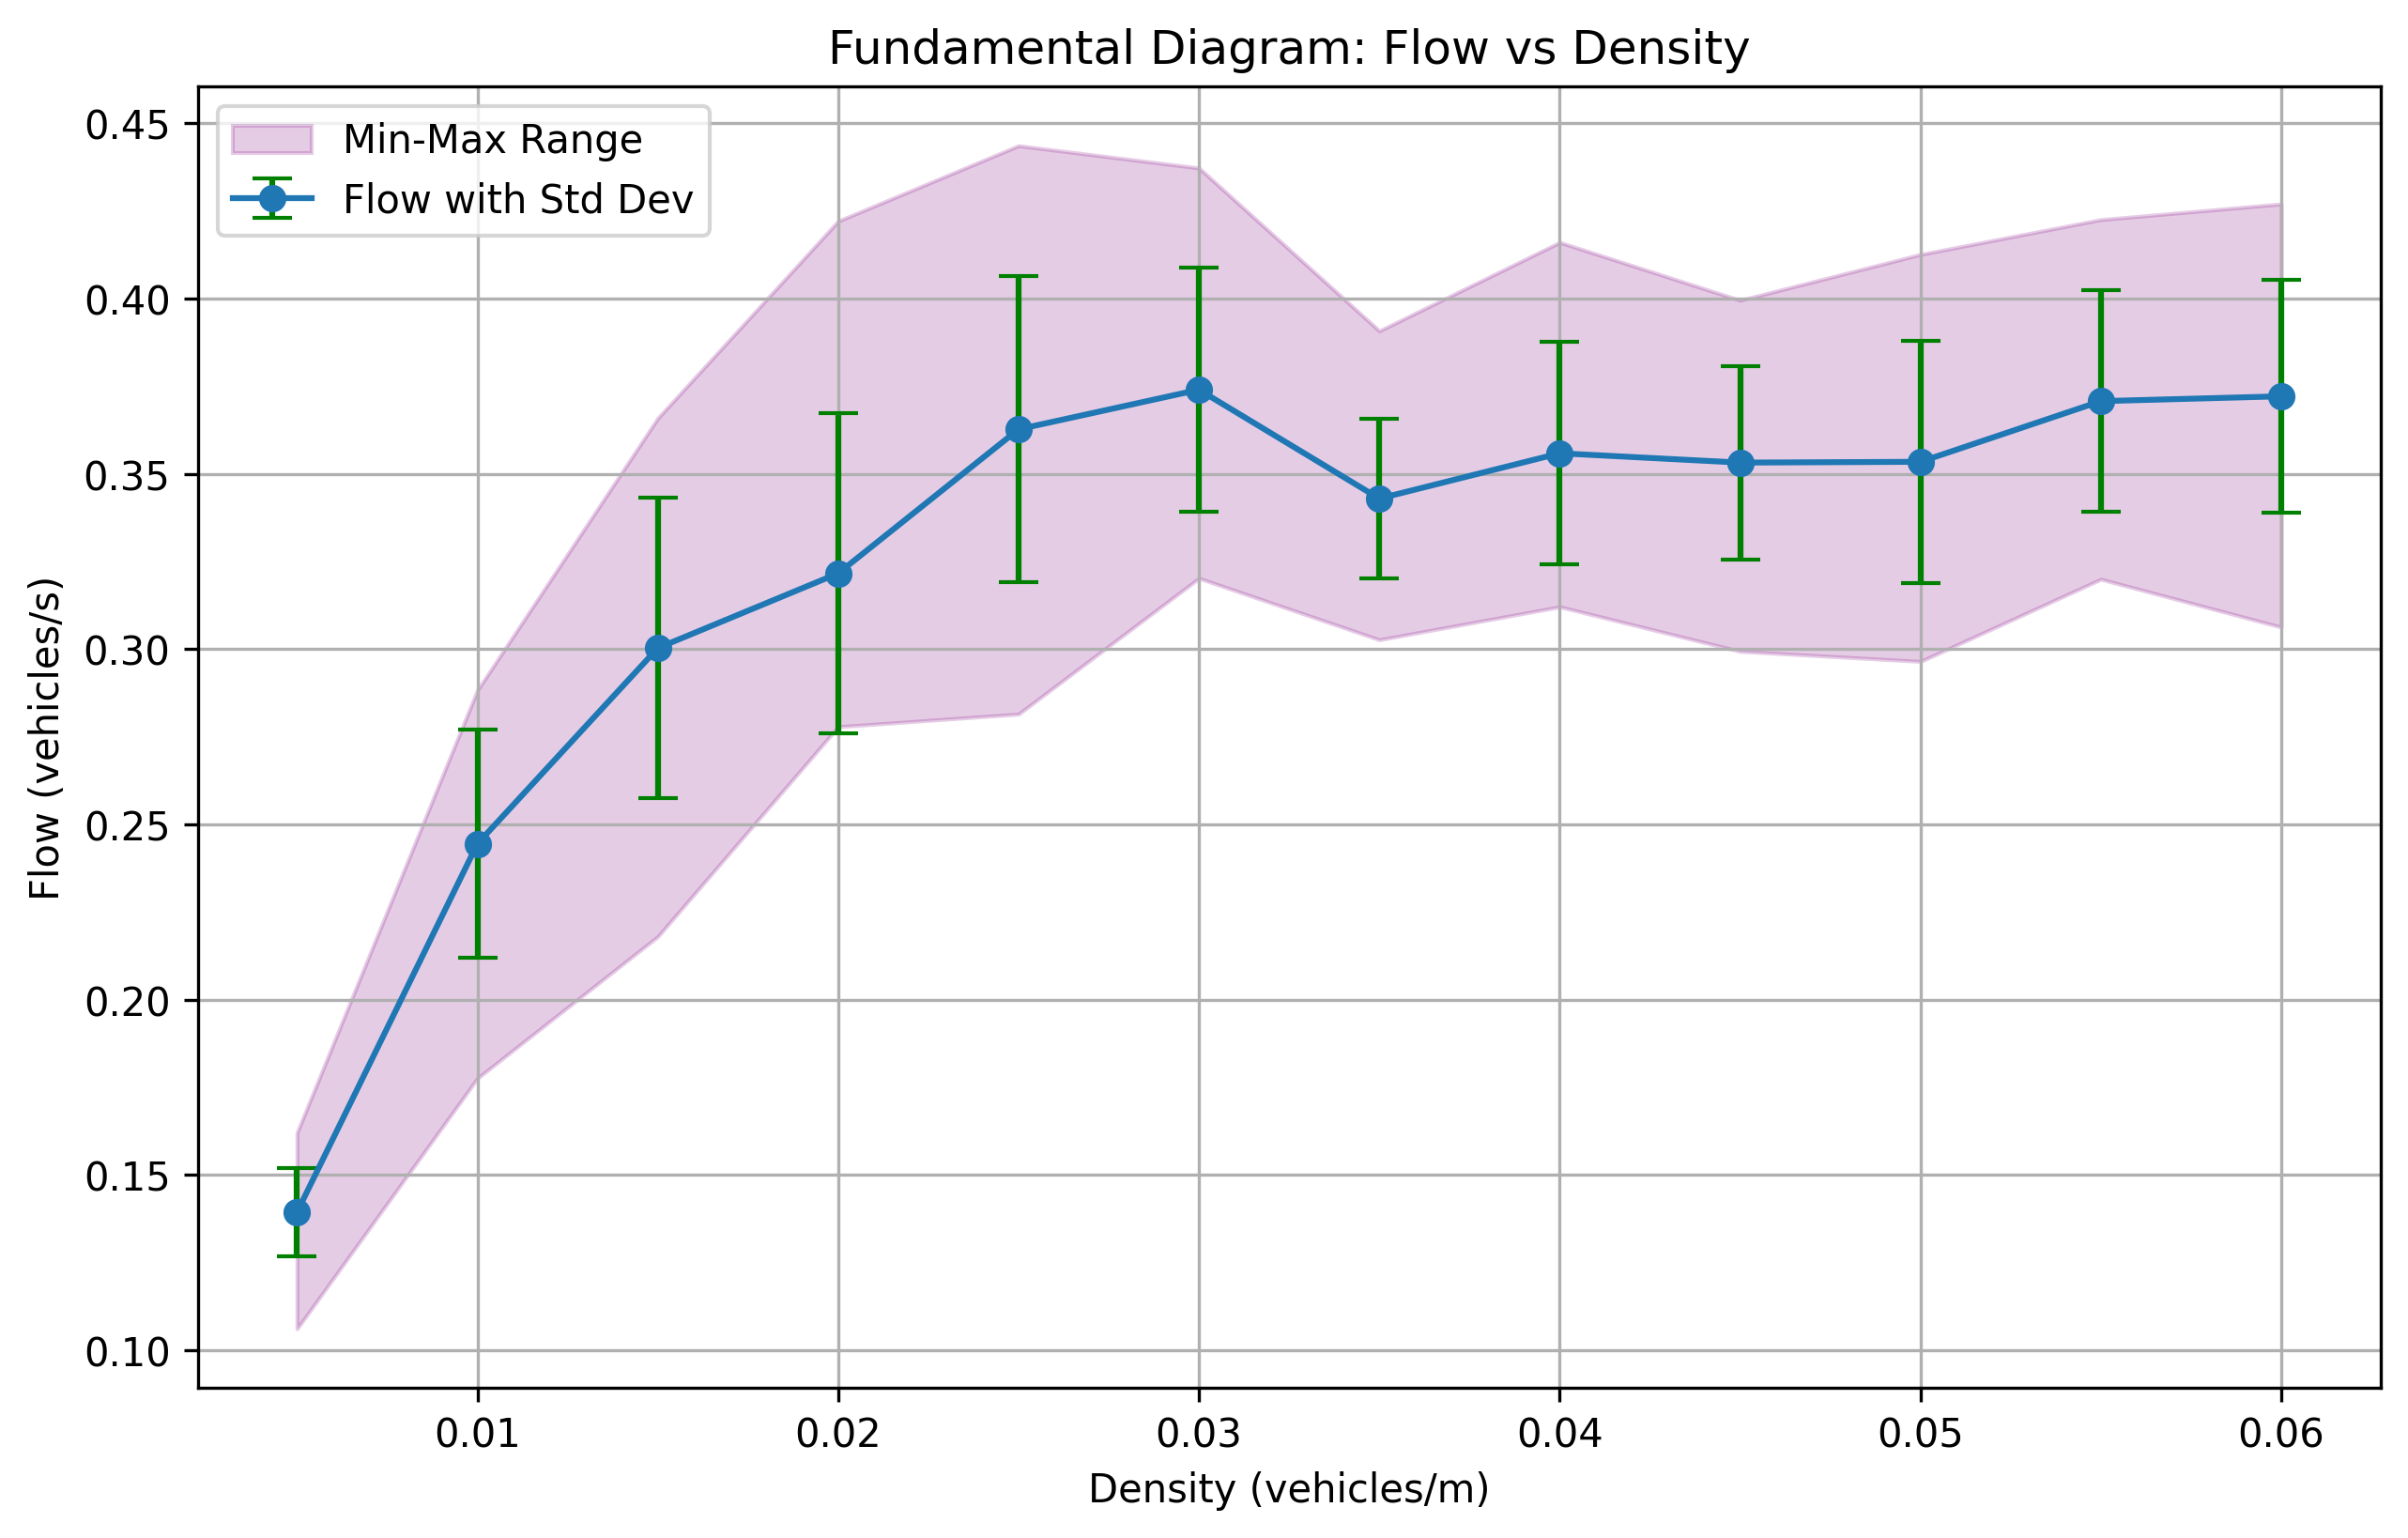 Fundamental Diagram: Flow vs Density
Min-Max Range
Flow with Std Dev
Flow (vehicles/s)
0.45
0.40
0.35
0.30
0.25
0.20
0.15
0.10
0.01 0.02 0.03 0.04 0.05 0.06
Density (vehicles/m)